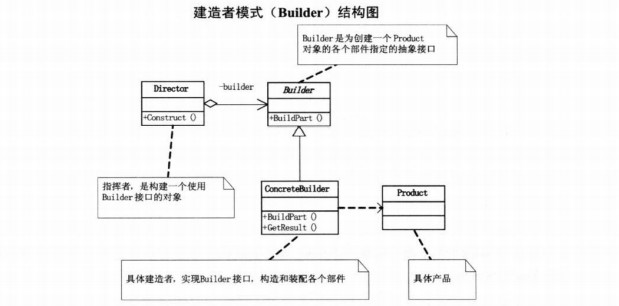 建造者模式（Builder）结构图
Builder是为创建一个Product
对象的各个部件指定的抽象接口
Director
-builder
Builder
+Construct ()
+BuildPart ()
指挥者，是构建一个使用
Builder接口的对象
ConcreteBuilder
Product
+BuildPart ()
+GetResult ()
具体建造者，实现Builder接口，构造和装配各个部件
具体产品